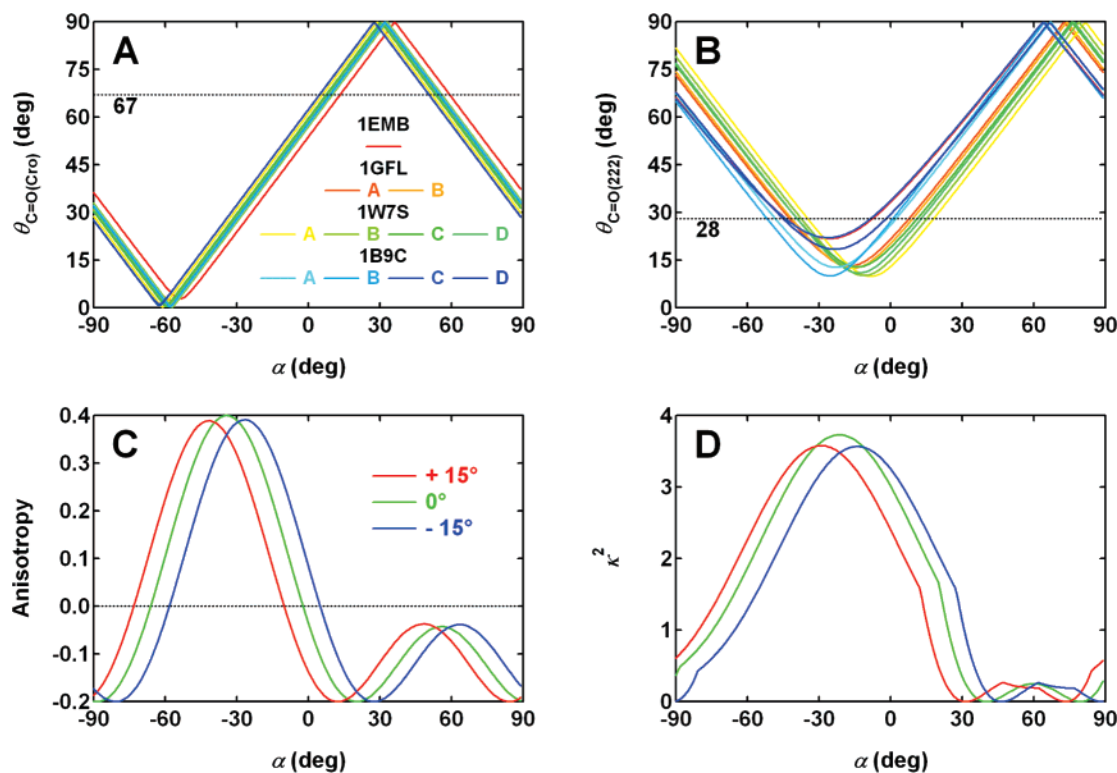 A
B
90
75
60
45
30
15
0
θC=O(Cro) (deg)
67
1EMB
1GFL
A B
1W7S
A B C D
1B9C
A B C D
-90 -60 -30 0 30 60 90
α (deg)
90
75
60
45
30
15
0
θC=O(222) (deg)
28
-90 -60 -30 0 30 60 90
α (deg)
C
0.4
0.3
0.2
0.1
0.0
-0.1
-0.2
Anisotropy
+ 15°
0°
- 15°
-90 -60 -30 0 30 60 90
α (deg)
D
4
3
2
1
0
κ²
-90 -60 -30 0 30 60 90
α (deg)